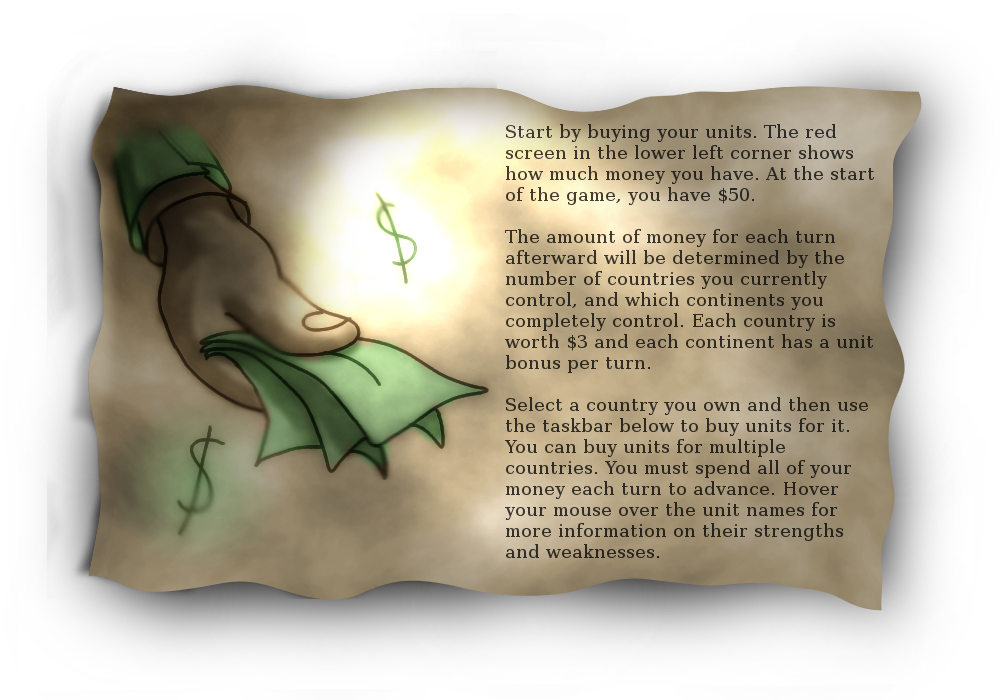 Start by buying your units. The red
screen in the lower left corner shows
how much money you have. At the start
of the game, you have $50.
The amount of money for each turn
afterward will be determined by the
number of countries you currently
control, and which continents you
completely control. Each country is
worth $3 and each continent has a unit
bonus per turn.
Select a country you own and then use
the taskbar below to buy units for it.
You can buy units for multiple
countries. You must spend all of your
money each turn to advance. Hover
your mouse over the unit names for
more information on their strengths
and weaknesses.
$
$